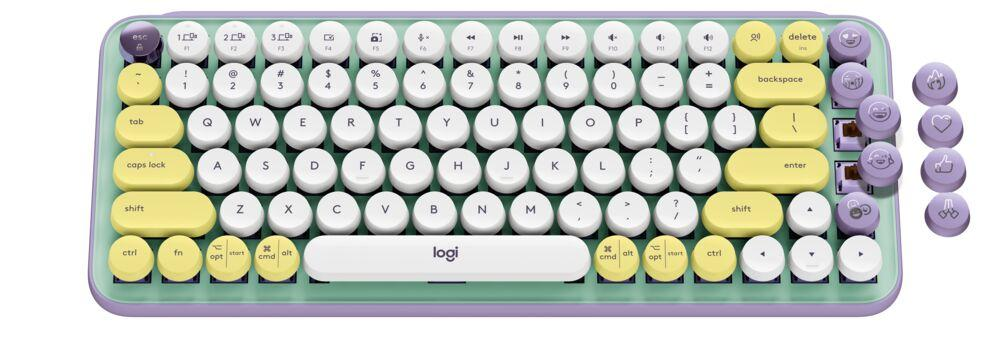 esc 1 2 3 delete
F1 F2 F3 F4 F5 F6 F7 F8 F9 F10 F11 F12 ins
~ ! @ # $ % ^ & * ( ) _ + backspace
` 1 2 3 4 5 6 7 8 9 0 - =
tab Q W E R T Y U I O P { } |
[ ] \
caps lock A S D F G H J K L : " enter
; '
shift Z X C V B N M < > ? shift
, . /
ctrl fn ⌥ opt start ⌘ cmd alt logi ⌘ cmd alt ⌥ opt start ctrl